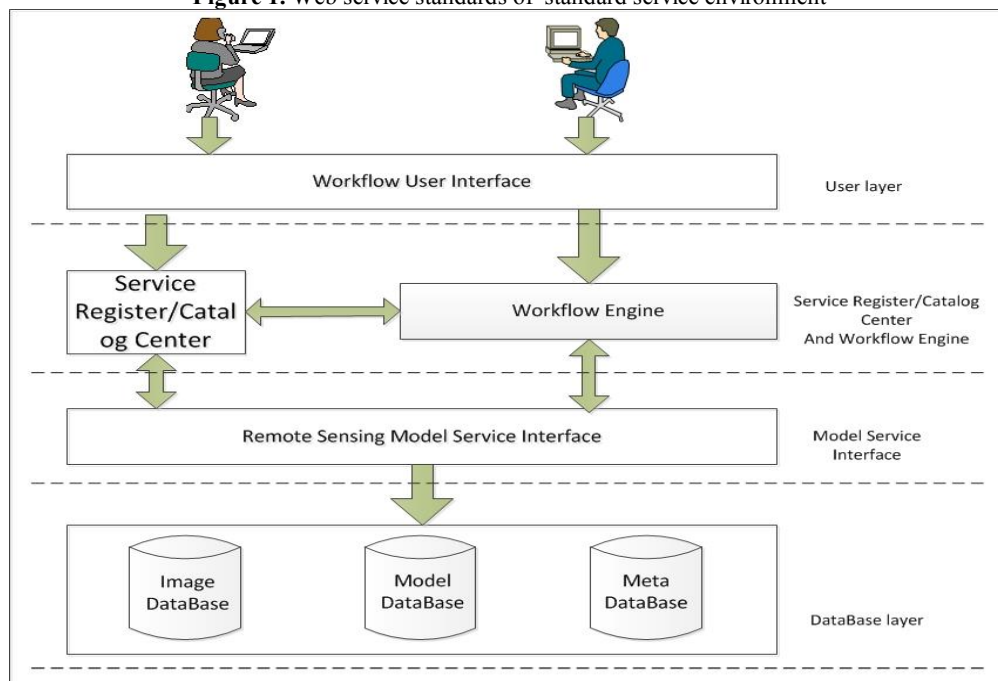 Figure 1. Web service standards of standard service environment
Workflow User Interface
User layer
Service
Register/Catal
og Center
Workflow Engine
Service Register/Catalog
Center
And Workflow Engine
Remote Sensing Model Service Interface
Model Service
Interface
Image
DataBase
Model
DataBase
Meta
DataBase
DataBase layer